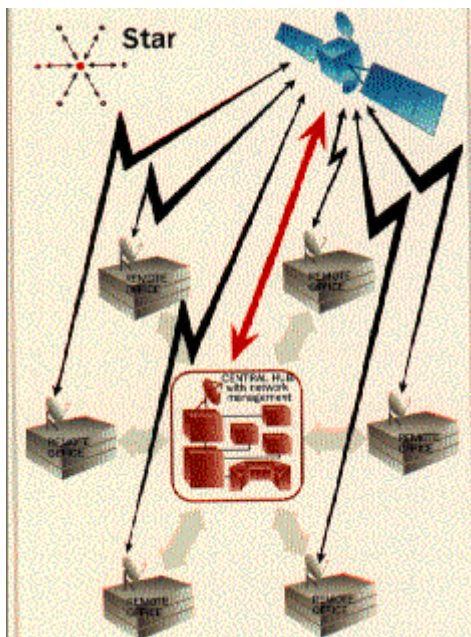 Star
REMOTE
OFFICE
REMOTE
OFFICE
CENTRAL HUB
with network
management
REMOTE
OFFICE
REMOTE
OFFICE
REMOTE
OFFICE
REMOTE
OFFICE